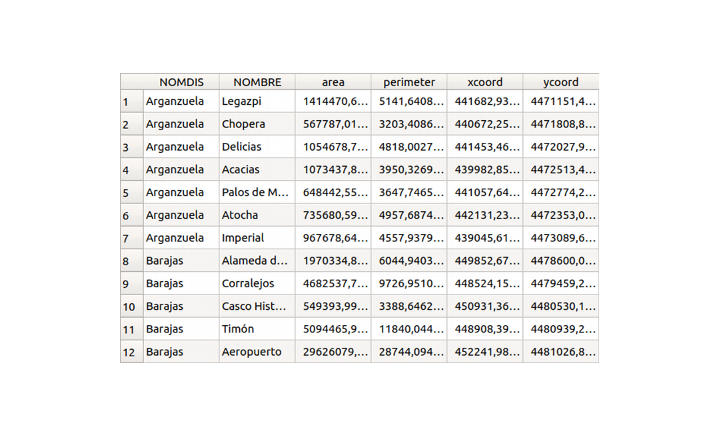 NOMDIS NOMBRE area perimeter xcoord ycoord
1 Arganzuela Legazpi 1414470,6... 5141,6408... 441682,93... 4471151,4...
2 Arganzuela Chopera 567787,01... 3203,4086... 440672,25... 4471808,8...
3 Arganzuela Delicias 1054678,7... 4818,0027... 441453,46... 4472027,9...
4 Arganzuela Acacias 1073437,8... 3950,3269... 439982,85... 4472513,4...
5 Arganzuela Palos de M... 648442,55... 3647,7465... 441057,64... 4472774,2...
6 Arganzuela Atocha 735680,59... 4957,6874... 442131,23... 4472353,0...
7 Arganzuela Imperial 967678,64... 4557,9379... 439045,61... 4473089,6...
8 Barajas Alameda d... 1970334,8... 6044,9403... 449852,67... 4478600,0...
9 Barajas Corralejos 4682537,7... 9726,9510... 448524,15... 4479459,2...
10 Barajas Casco Hist... 549393,99... 3388,6462... 450931,36... 4480530,1...
11 Barajas Timón 5094465,9... 11840,044... 448908,39... 4480939,2...
12 Barajas Aeropuerto 29626079,... 28744,094... 452241,98... 4481026,8...